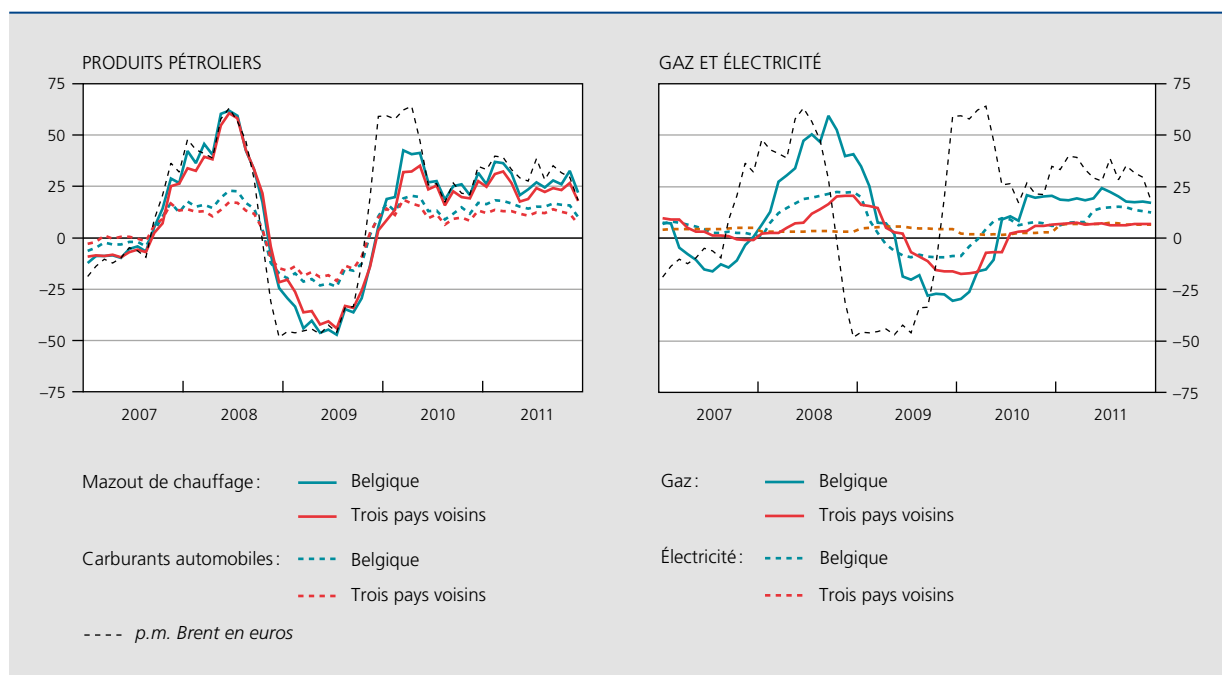 PRODUITS PÉTROLIERS
75
50
25
0
–25
–50
–75
2007 2008 2009 2010 2011
GAZ ET ÉLECTRICITÉ
75
50
25
0
–25
–50
–75
2007 2008 2009 2010 2011
Mazout de chauffage : Belgique
Trois pays voisins
Carburants automobiles : Belgique
Trois pays voisins
p.m. Brent en euros
Gaz : Belgique
Trois pays voisins
Électricité : Belgique
Trois pays voisins